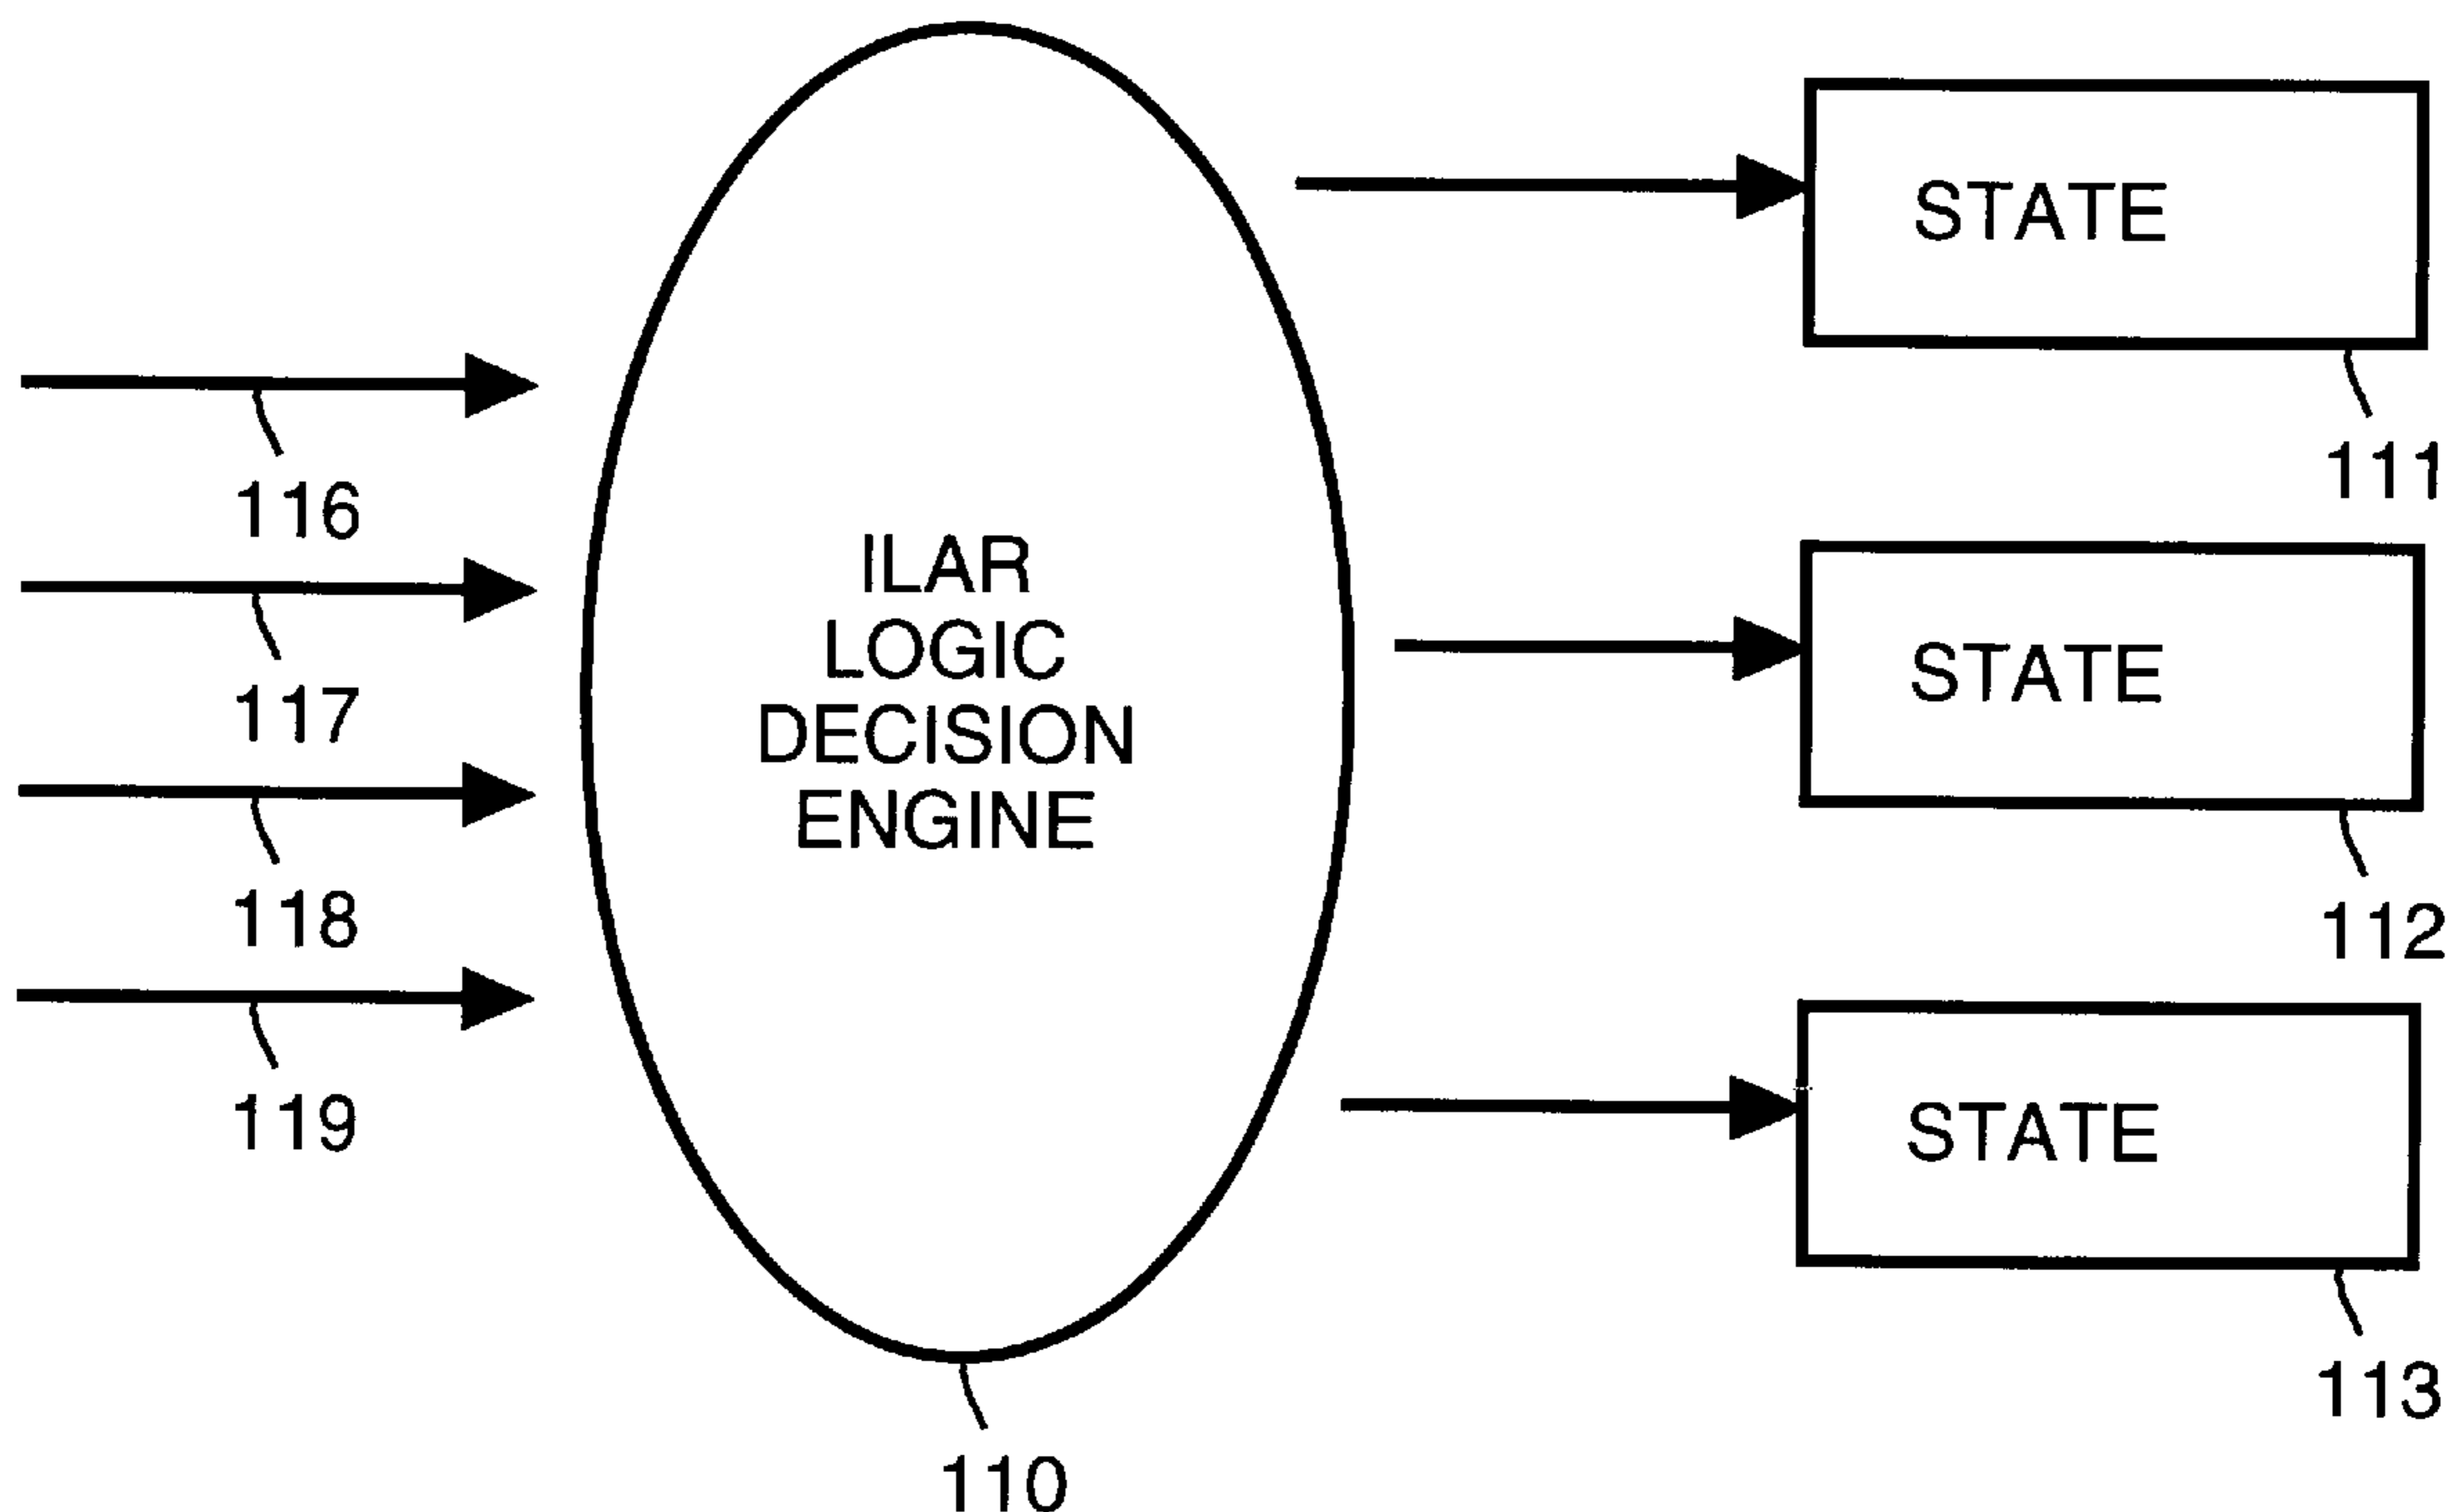 STATE
111
116
ILAR
LOGIC
DECISION
ENGINE
117
STATE
112
118
119
STATE
113
110